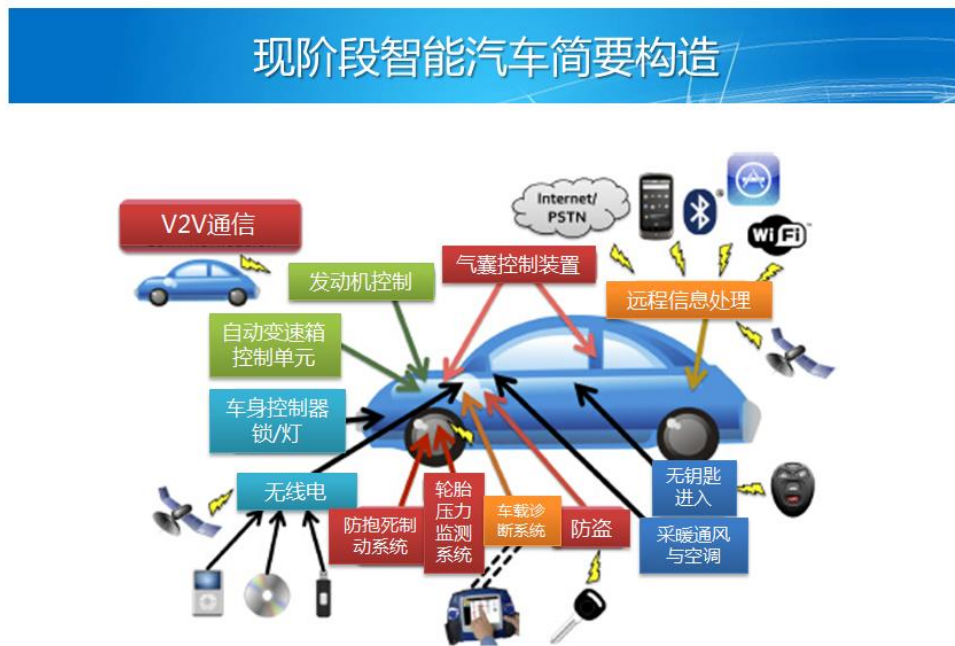 现阶段智能汽车简要构造
Internet/
PSTN
V2V通信
WiFi
气囊控制装置
发动机控制
远程信息处理
自动变速箱
控制单元
车身控制器
锁/灯
无线电
无钥匙
进入
防抱死制
动系统
轮胎
压力
监测
系统
车载诊
断系统
防盗
采暖通风
与空调